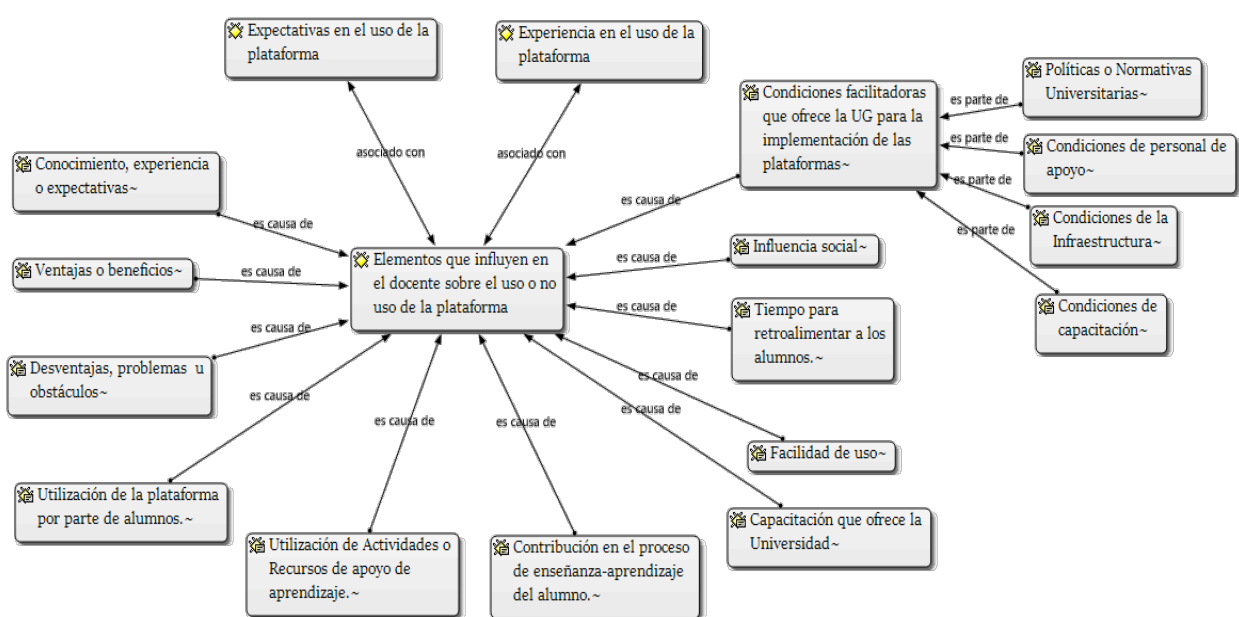 Expectativas en el uso de la
plataforma
Experiencia en el uso de la
plataforma
Condiciones facilitadoras
que ofrece la UG para la
implementación de las
plataformas~
es parte de
Políticas o Normativas
Universitarias~
es parte de
Condiciones de personal de
apoyo~
es parte de
Condiciones de la
Infraestructura~
es parte de
Condiciones de
capacitación~
asociado con
asociado con
Conocimiento, experiencia
o expectativas~
es causa de
es causa de
Ventajas o beneficios~
es causa de
Elementos que influyen en
el docente sobre el uso o no
uso de la plataforma
es causa de
Influencia social~
es causa de
Tiempo para
retroalimentar a los
alumnos.~
es causa de
Desventajas, problemas u
obstáculos~
es causa de
es causa de
es causa de
es causa de
es causa de
Facilidad de uso~
Utilización de la plataforma
por parte de alumnos.~
Utilización de Actividades o
Recursos de apoyo de
aprendizaje.~
Contribución en el proceso
de enseñanza-aprendizaje
del alumno.~
es causa de
Capacitación que ofrece la
Universidad~